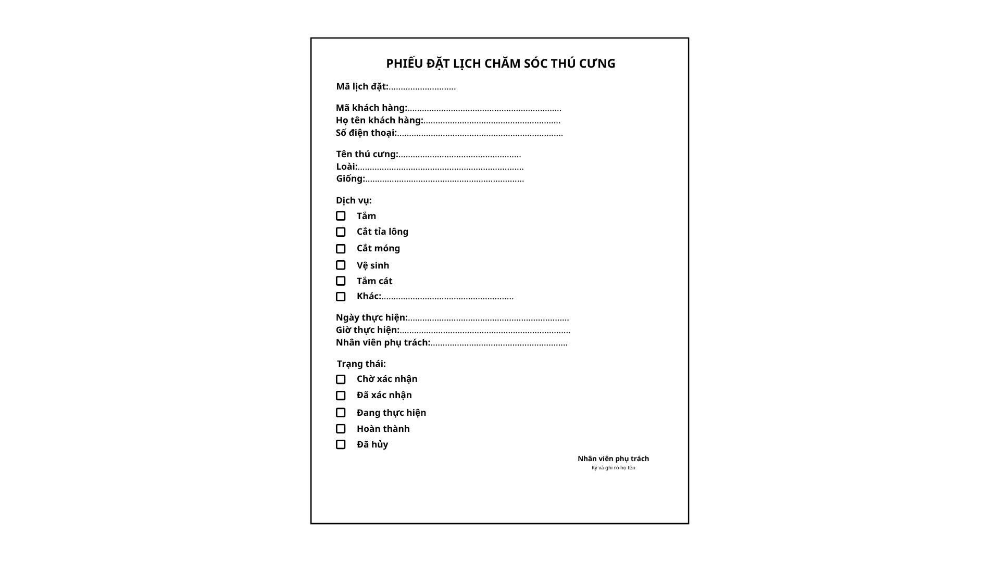 PHIẾU ĐẶT LỊCH CHĂM SÓC THÚ CƯNG
Mã lịch đặt:............................
Mã khách hàng:................................................................
Họ tên khách hàng:.........................................................
Số điện thoại:.....................................................................
Tên thú cưng:...................................................
Loài:.....................................................................
Giống:..................................................................
Dịch vụ:
Tắm
Cắt tỉa lông
Cắt móng
Vệ sinh
Tắm cát
Khác:.......................................................
Ngày thực hiện:...................................................................
Giờ thực hiện:.......................................................................
Nhân viên phụ trách:.........................................................
Trạng thái:
Chờ xác nhận
Đã xác nhận
Đang thực hiện
Hoàn thành
Đã hủy
Nhân viên phụ trách
Ký và ghi rõ họ tên